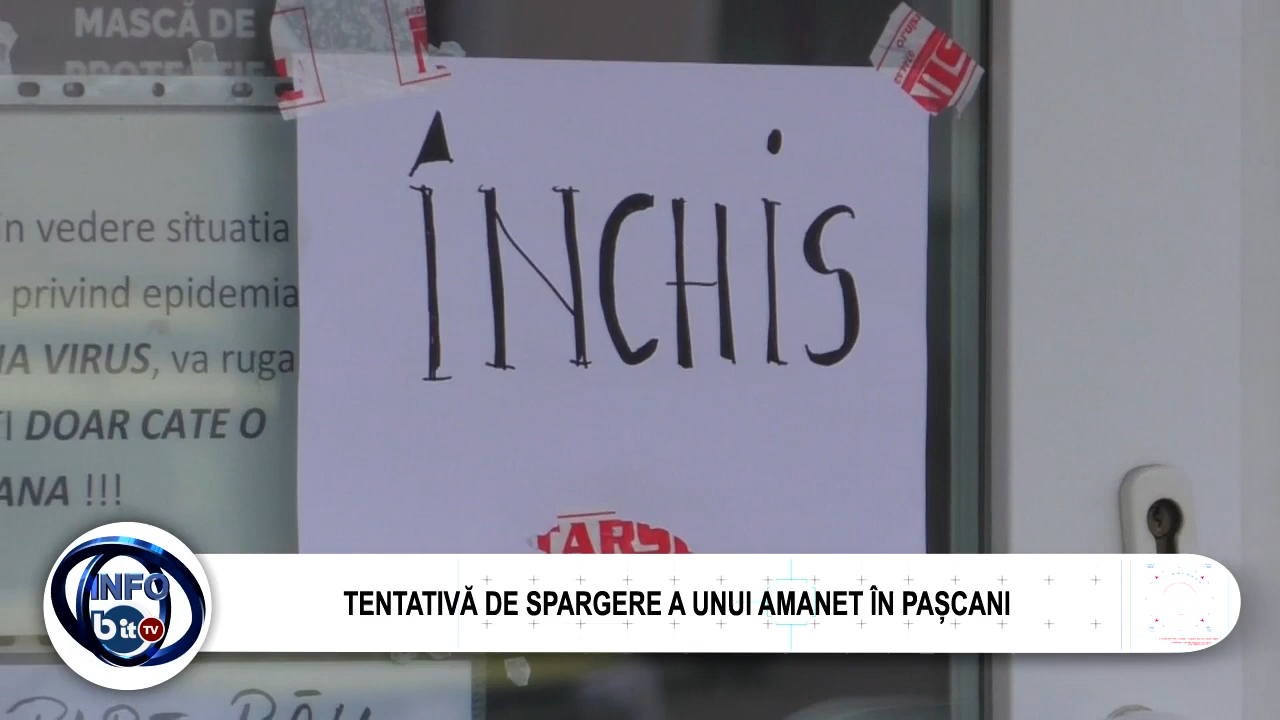 MASCĂ DE
PROTECTIE
ÎNCHIS
în vedere situatia
privind epidemia
VIRUS, va ruga
DOAR CATE O
!!!
INFO
bit TV
TENTATIVĂ DE SPARGERE A UNUI AMANET ÎN PAȘCANI